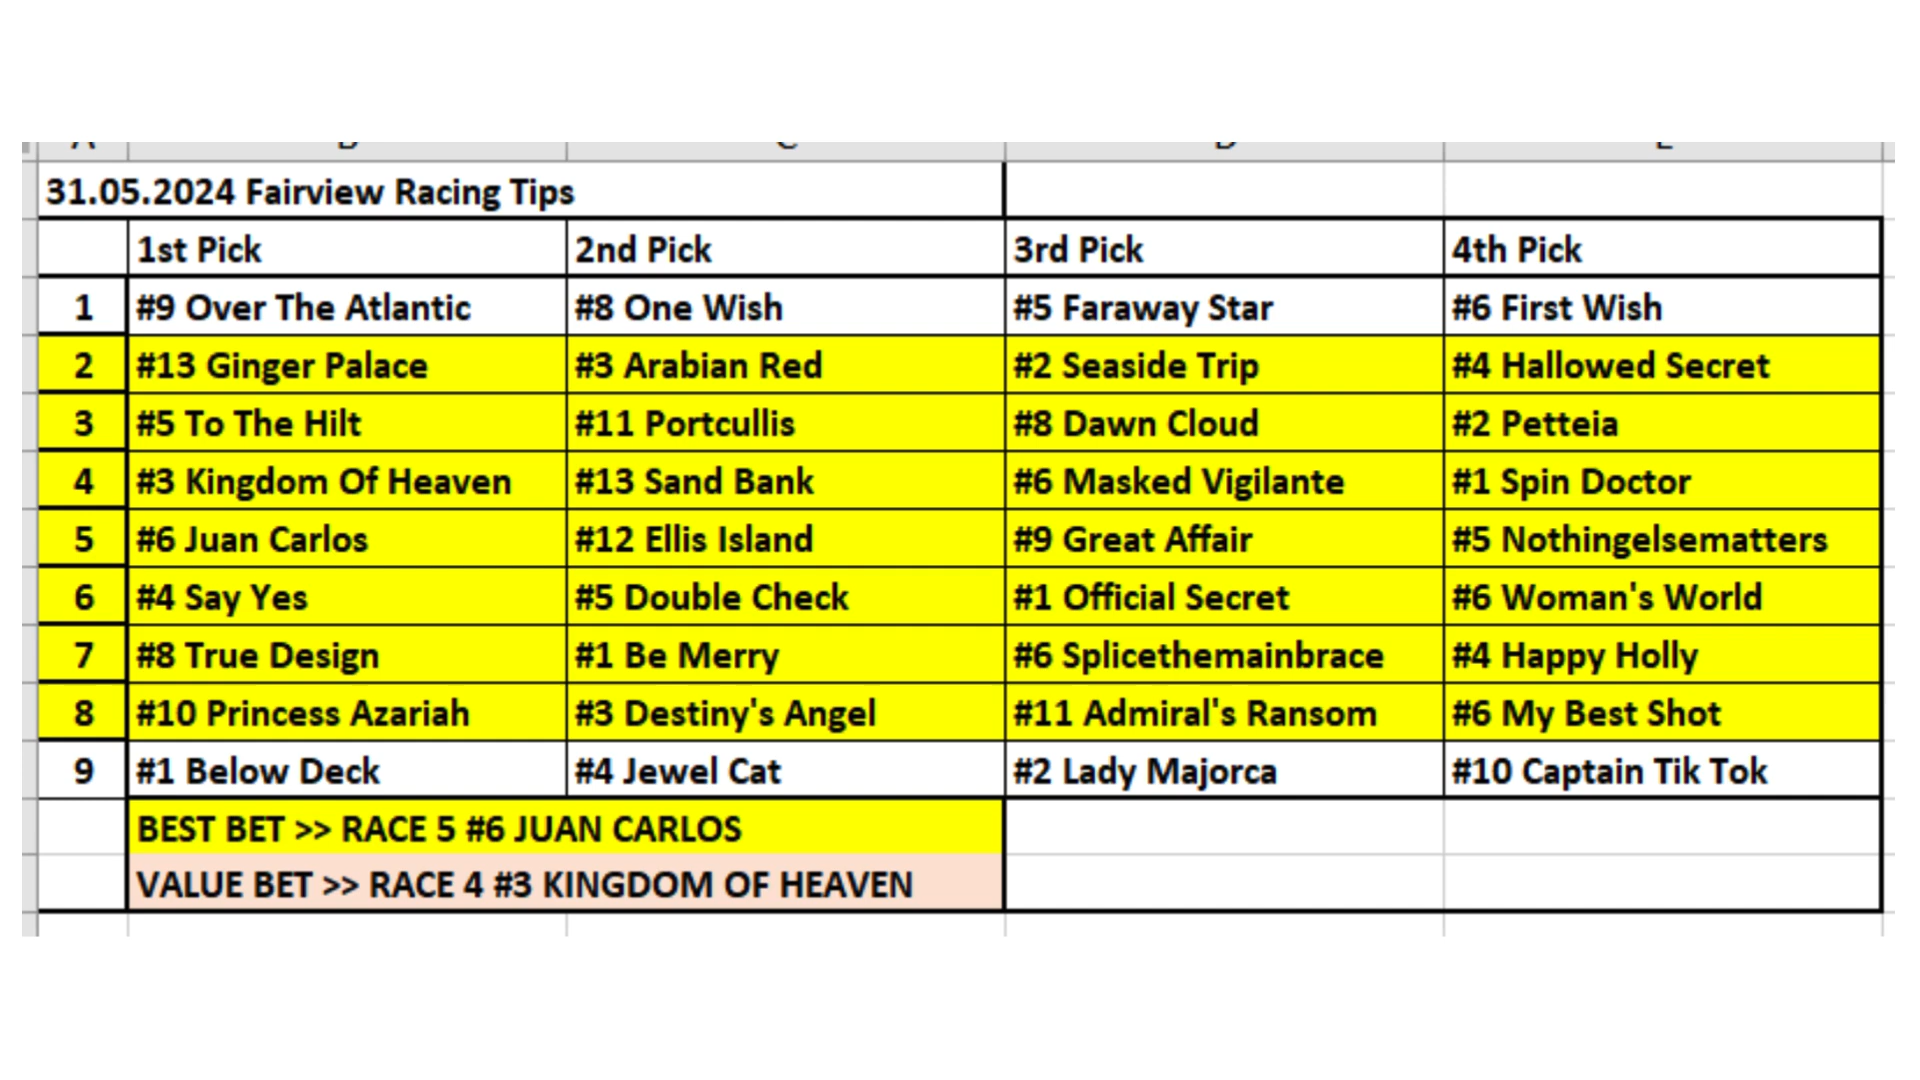 31.05.2024 Fairview Racing Tips
1st Pick 2nd Pick 3rd Pick 4th Pick
1 #9 Over The Atlantic #8 One Wish #5 Faraway Star #6 First Wish
2 #13 Ginger Palace #3 Arabian Red #2 Seaside Trip #4 Hallowed Secret
3 #5 To The Hilt #11 Portcullis #8 Dawn Cloud #2 Petteia
4 #3 Kingdom Of Heaven #13 Sand Bank #6 Masked Vigilante #1 Spin Doctor
5 #6 Juan Carlos #12 Ellis Island #9 Great Affair #5 Nothingelsematters
6 #4 Say Yes #5 Double Check #1 Official Secret #6 Woman's World
7 #8 True Design #1 Be Merry #6 Splicethemainbrace #4 Happy Holly
8 #10 Princess Azariah #3 Destiny's Angel #11 Admiral's Ransom #6 My Best Shot
9 #1 Below Deck #4 Jewel Cat #2 Lady Majorca #10 Captain Tik Tok
BEST BET >> RACE 5 #6 JUAN CARLOS
VALUE BET >> RACE 4 #3 KINGDOM OF HEAVEN